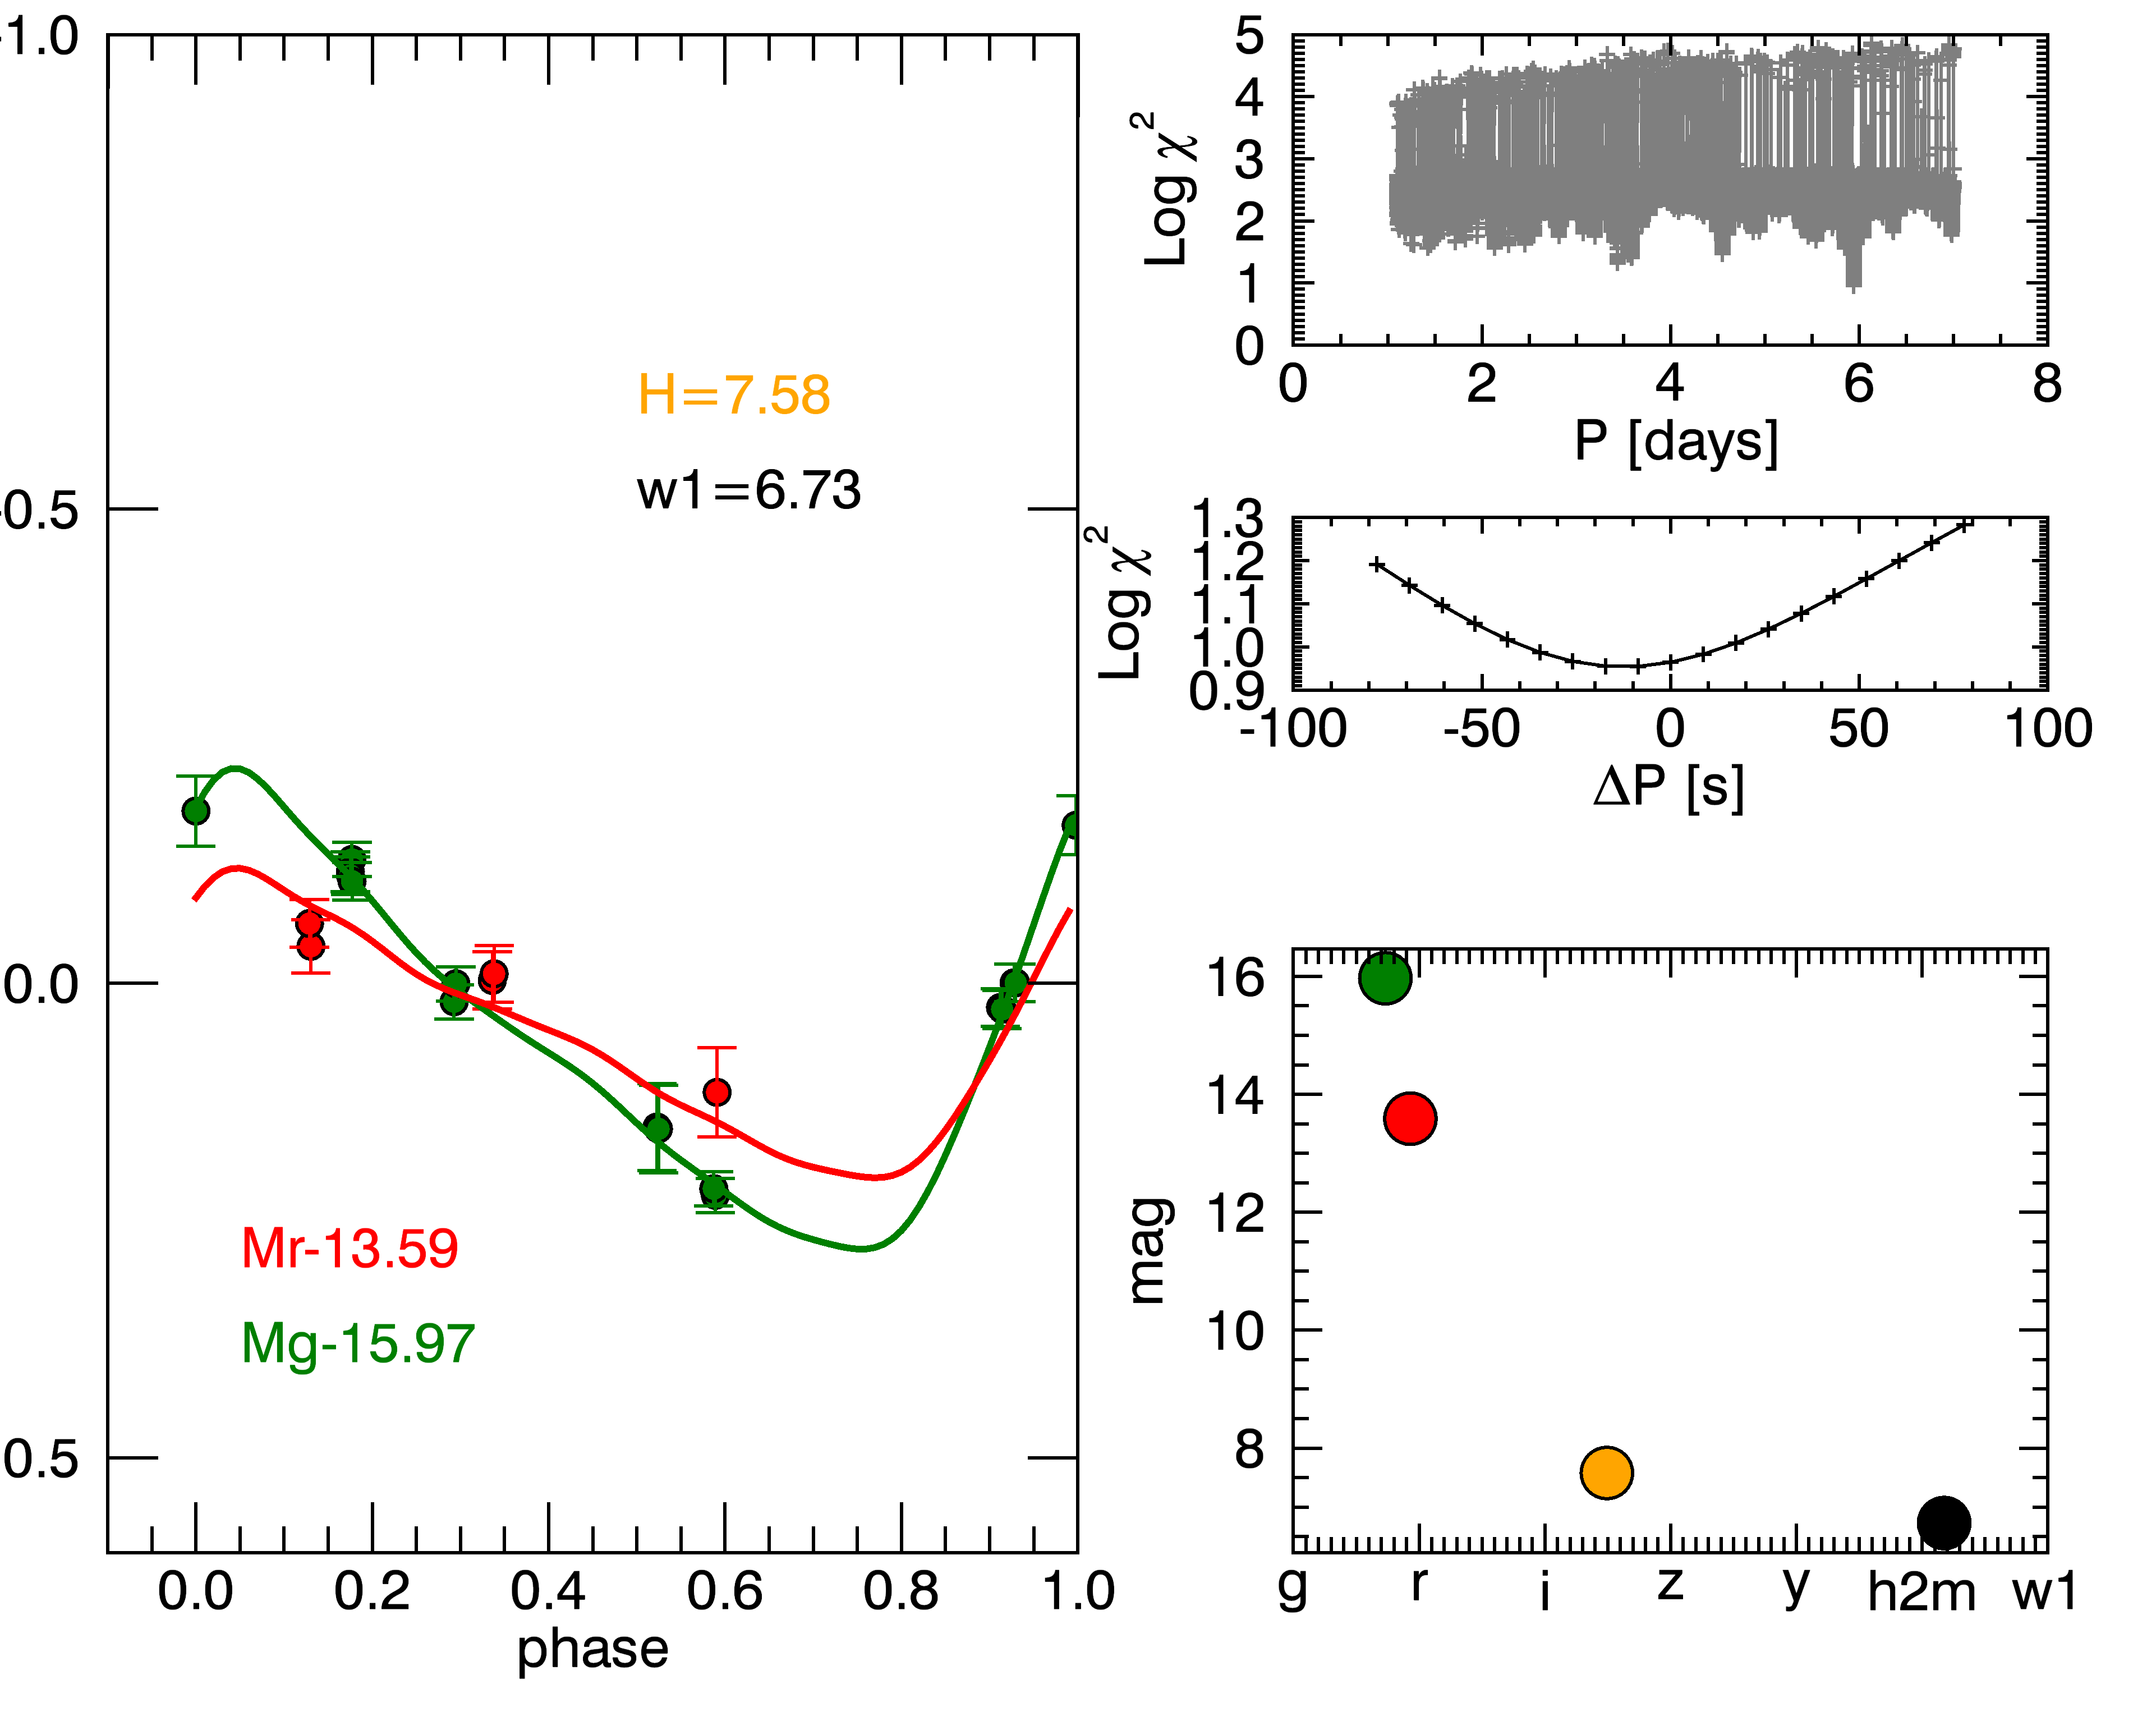 -1.0
-0.5
0.0
0.5
0.0 0.2 0.4 0.6 0.8 1.0
phase
H=7.58
w1=6.73
Mr-13.59
Mg-15.97
5
4
3
2
1
0
Log χ²
0 2 4 6 8
P [days]
1.3
1.2
1.1
1.0
0.9
Log χ²
-100 -50 0 50 100
ΔP [s]
16
14
12
10
8
mag
g r i z y h2m w1